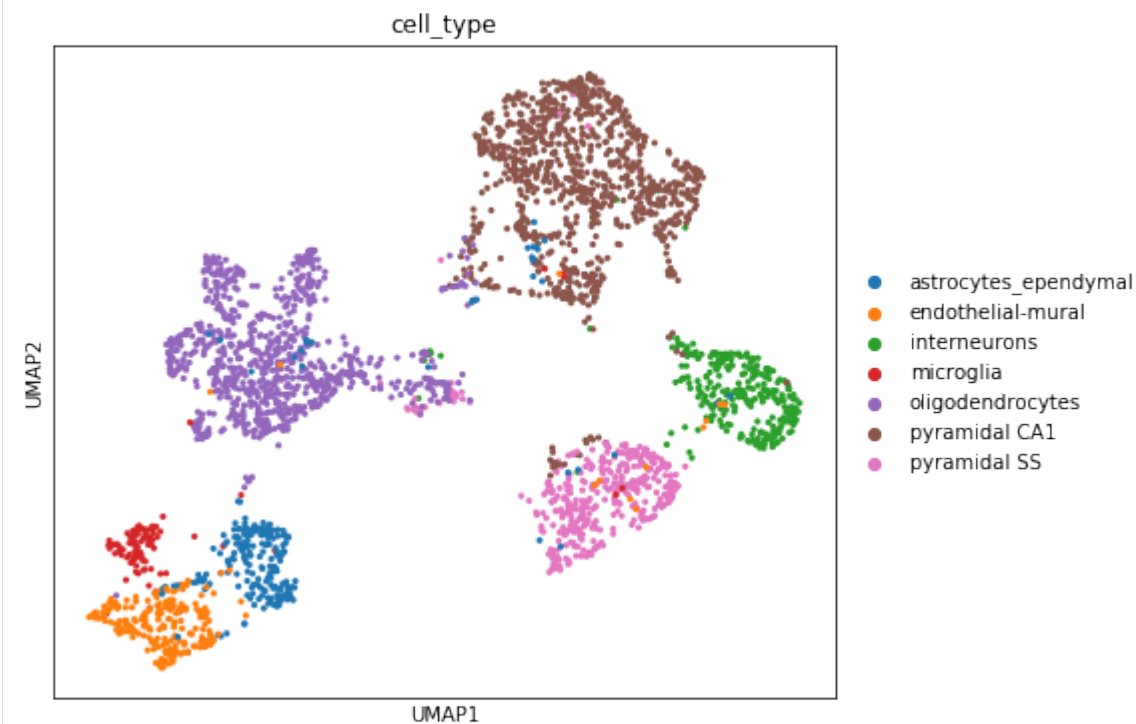 cell_type
UMAP2
UMAP1
astrocytes_ependymal
endothelial-mural
interneurons
microglia
oligodendrocytes
pyramidal CA1
pyramidal SS